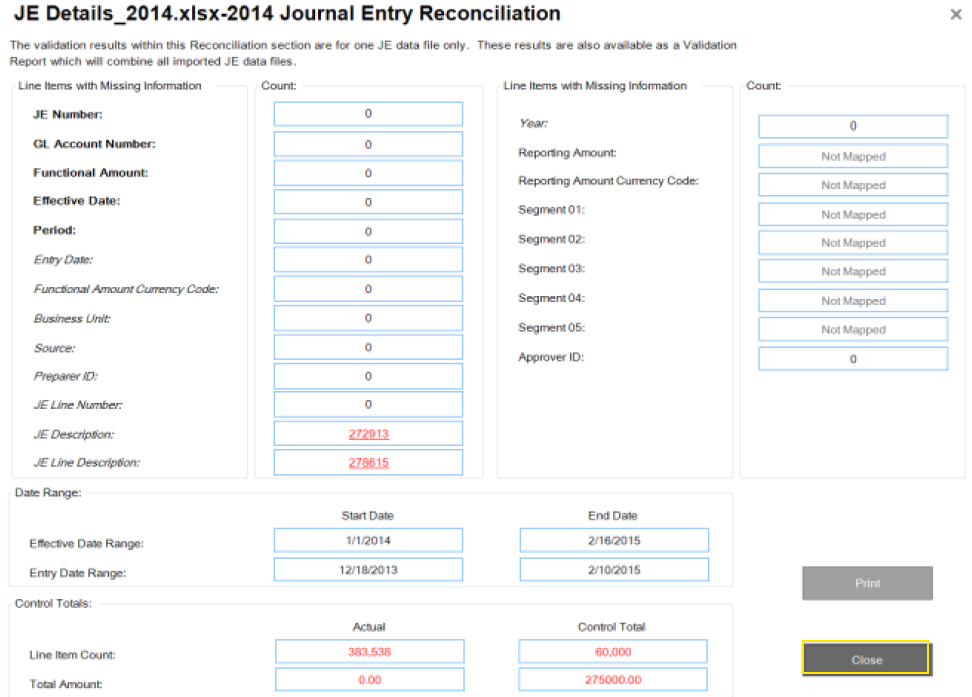 JE Details_2014.xlsx-2014 Journal Entry Reconciliation
×
The validation results within this Reconciliation section are for one JE data file only. These results are also available as a Validation
Report which will combine all imported JE data files.
Line Items with Missing Information
Count:
JE Number: 0
GL Account Number: 0
Functional Amount: 0
Effective Date: 0
Period: 0
Entry Date: 0
Functional Amount Currency Code: 0
Business Unit: 0
Source: 0
Preparer ID: 0
JE Line Number: 0
JE Description: 272913
JE Line Description: 278615
Line Items with Missing Information
Count:
Year: 0
Reporting Amount: Not Mapped
Reporting Amount Currency Code: Not Mapped
Segment 01: Not Mapped
Segment 02: Not Mapped
Segment 03: Not Mapped
Segment 04: Not Mapped
Segment 05: Not Mapped
Approver ID: 0
Date Range:
Start Date End Date
Effective Date Range: 1/1/2014 2/16/2015
Entry Date Range: 12/18/2013 2/10/2015
Control Totals:
Actual Control Total
Line Item Count: 383,538 60,000
Total Amount: 0.00 275000.00
Print
Close